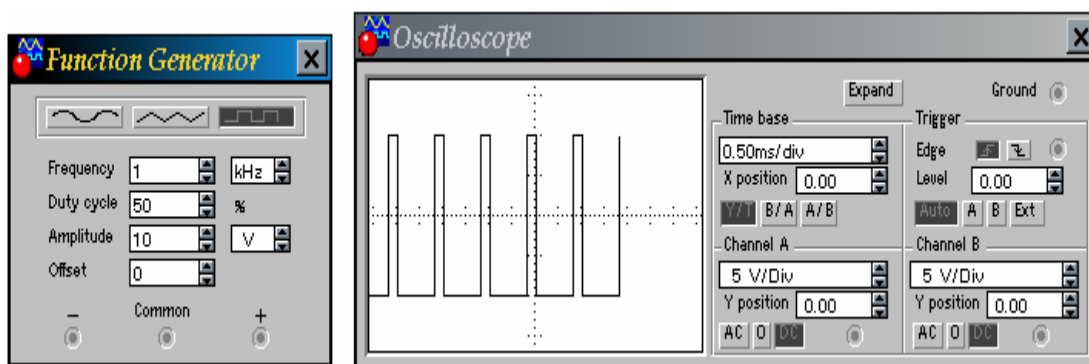 Function Generator
Frequency 1 kHz
Duty cycle 50 %
Amplitude 10 V
Offset 0
− Common +
Oscilloscope
Expand Ground
Time base
0.50ms/div
X position 0.00
Y/T B/A A/B
Trigger
Edge
Level 0.00
Auto A B Ext
Channel A
5 V/Div
Y position 0.00
AC 0 DC
Channel B
5 V/Div
Y position 0.00
AC 0 DC